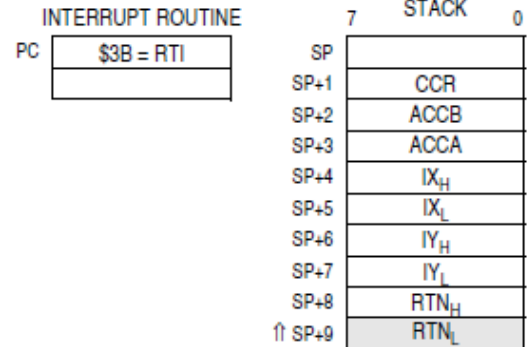 INTERRUPT ROUTINE
PC $3B = RTI
7 STACK 0
SP
SP+1 CCR
SP+2 ACCB
SP+3 ACCA
SP+4 IXH
SP+5 IXL
SP+6 IYH
SP+7 IYL
SP+8 RTNH
⇑ SP+9 RTNL